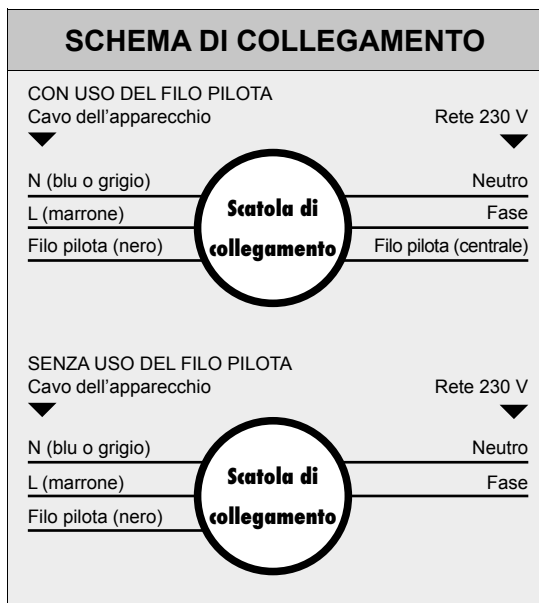 SCHEMA DI COLLEGAMENTO
CON USO DEL FILO PILOTA
Cavo dell'apparecchio Rete 230 V
N (blu o grigio) Neutro
L (marrone) Scatola di Fase
Filo pilota (nero) collegamento Filo pilota (centrale)
SENZA USO DEL FILO PILOTA
Cavo dell'apparecchio Rete 230 V
N (blu o grigio) Neutro
L (marrone) Scatola di Fase
Filo pilota (nero) collegamento